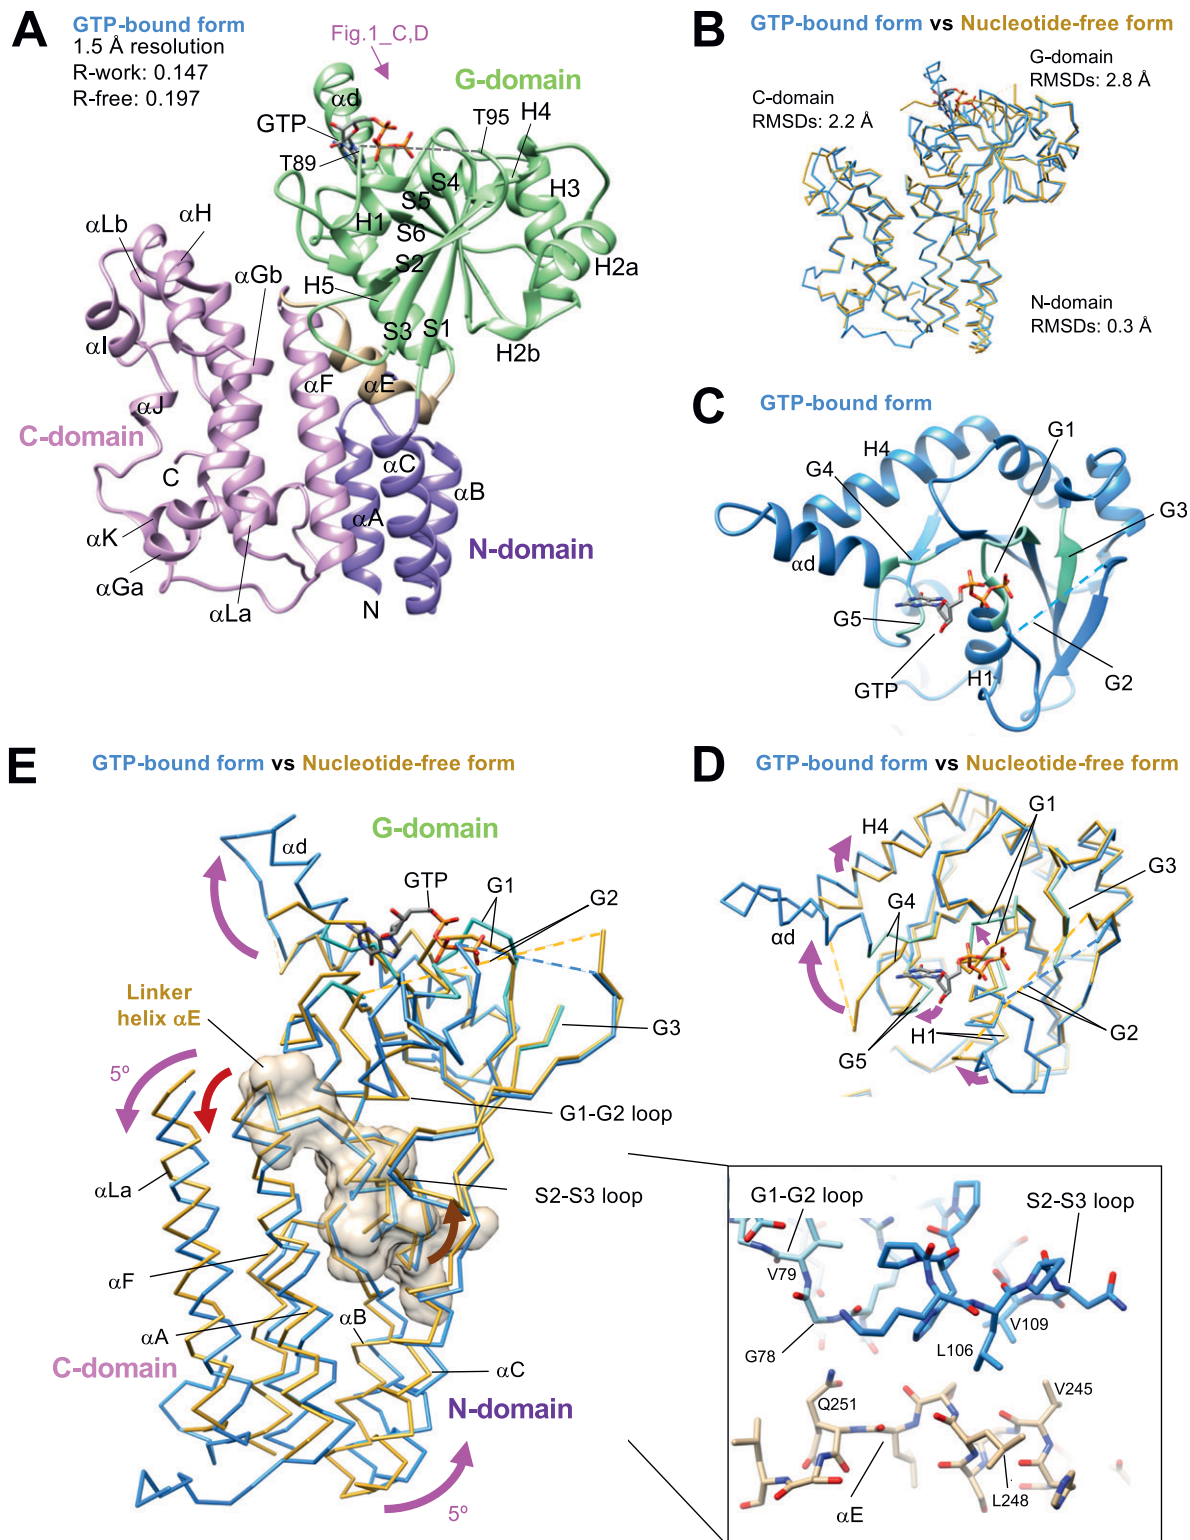 A
GTP-bound form
1.5 Å resolution
R-work: 0.147
R-free: 0.197
Fig.1_C,D
G-domain
αd
GTP
T95
H4
T89
S4
H3
S5
H1
S6
αH
αLb
S2
H2a
αGb
H5
S3
S1
H2b
αI
αF
αE
αJ
C-domain
αC
C
αB
αA
αK
N-domain
αGa
αLa
N
B
GTP-bound form vs Nucleotide-free form
G-domain
RMSDs: 2.8 Å
C-domain
RMSDs: 2.2 Å
N-domain
RMSDs: 0.3 Å
C
GTP-bound form
G1
H4
G4
G3
αd
G5
GTP
H1
G2
D
GTP-bound form vs Nucleotide-free form
G1
H4
G3
G4
αd
H1
G2
G5
E
GTP-bound form vs Nucleotide-free form
G-domain
αd
GTP
G1
G2
Linker
helix αE
G3
5º
G1-G2 loop
αLa
S2-S3 loop
αF
αB
αA
αC
C-domain
N-domain
5º
G1-G2 loop
S2-S3 loop
V79
V109
G78
L106
Q251
V245
L248
αE